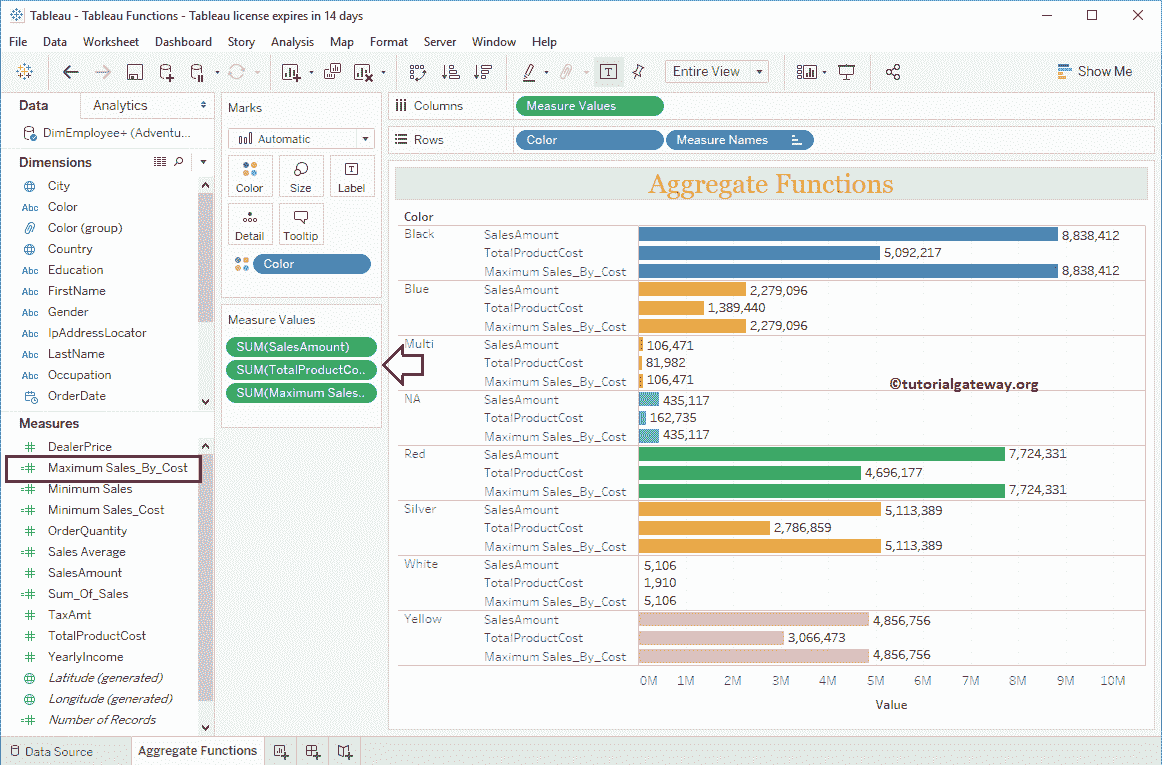 Tableau - Tableau Functions - Tableau license expires in 14 days
File Data Worksheet Dashboard Story Analysis Map Format Server Window Help
Entire View
Show Me
Data Analytics
DimEmployee+ (Adventu...
Dimensions
City
Abc Color
Color (group)
Country
Abc Education
Abc FirstName
Abc Gender
Abc IpAddressLocator
Abc LastName
Abc Occupation
OrderDate
Measures
DealerPrice
Maximum Sales_By_Cost
Minimum Sales
Minimum Sales_Cost
OrderQuantity
Sales Average
SalesAmount
Sum_Of_Sales
TaxAmt
TotalProductCost
YearlyIncome
Latitude (generated)
Longitude (generated)
Number of Records
Marks
Automatic
Color Size Label
Detail Tooltip
Color
Measure Values
SUM(SalesAmount)
SUM(TotalProductCo..
SUM(Maximum Sales..
Columns Measure Values
Rows Color Measure Names
Aggregate Functions
Color
Black SalesAmount 8,838,412
TotalProductCost 5,092,217
Maximum Sales_By_Cost 8,838,412
Blue SalesAmount 2,279,096
TotalProductCost 1,389,440
Maximum Sales_By_Cost 2,279,096
Multi SalesAmount 106,471
TotalProductCost 81,982
Maximum Sales_By_Cost 106,471
©tutorialgateway.org
NA SalesAmount 435,117
TotalProductCost 162,735
Maximum Sales_By_Cost 435,117
Red SalesAmount 7,724,331
TotalProductCost 4,696,177
Maximum Sales_By_Cost 7,724,331
Silver SalesAmount 5,113,389
TotalProductCost 2,786,859
Maximum Sales_By_Cost 5,113,389
White SalesAmount 5,106
TotalProductCost 1,910
Maximum Sales_By_Cost 5,106
Yellow SalesAmount 4,856,756
TotalProductCost 3,066,473
Maximum Sales_By_Cost 4,856,756
0M 1M 2M 3M 4M 5M 6M 7M 8M 9M 10M
Value
Data Source Aggregate Functions